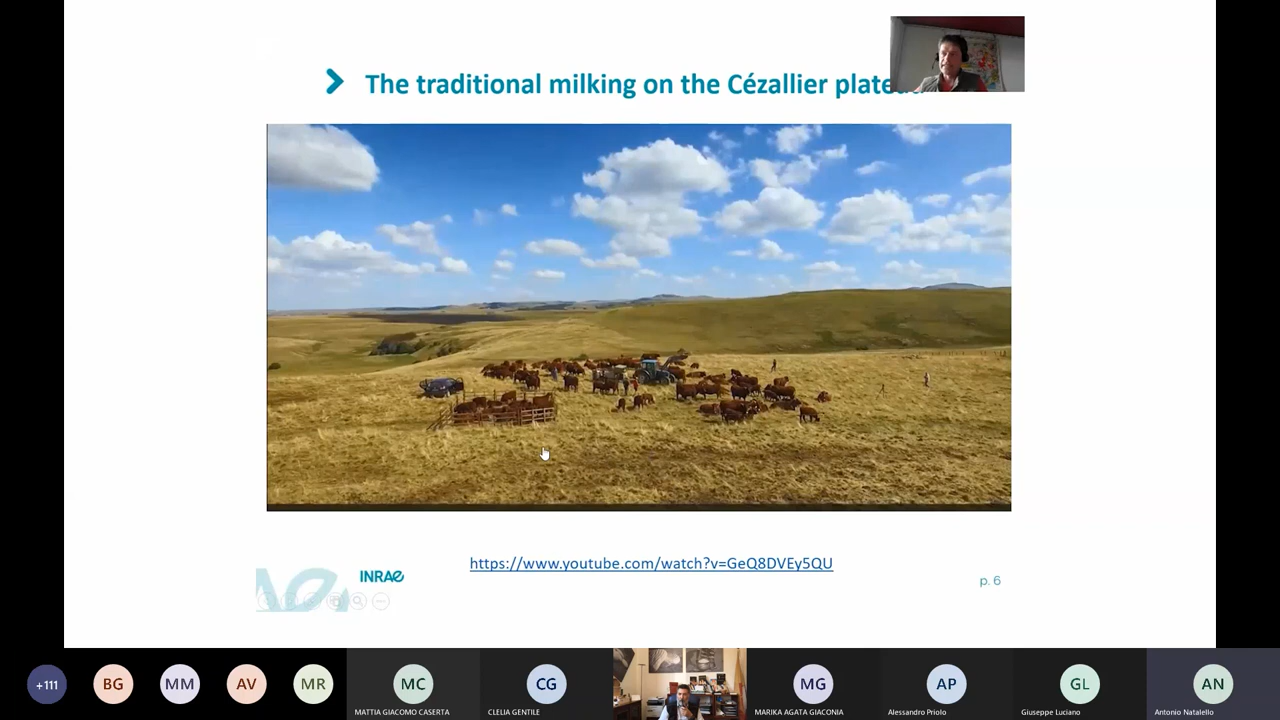 The traditional milking on the Cézallier
https://www.youtube.com/watch?v=GeQ8DVEy5QU
INRAE
p. 6
+111
BG
MM
AV
MR
MC
CG
MG
AP
GL
AN
MATTIA GIACOMO CASERTA
CLELIA GENTILE
MARIKA AGATA GIACONIA
Alessandro Priolo
Giuseppe Luciano
Antonio Natalello